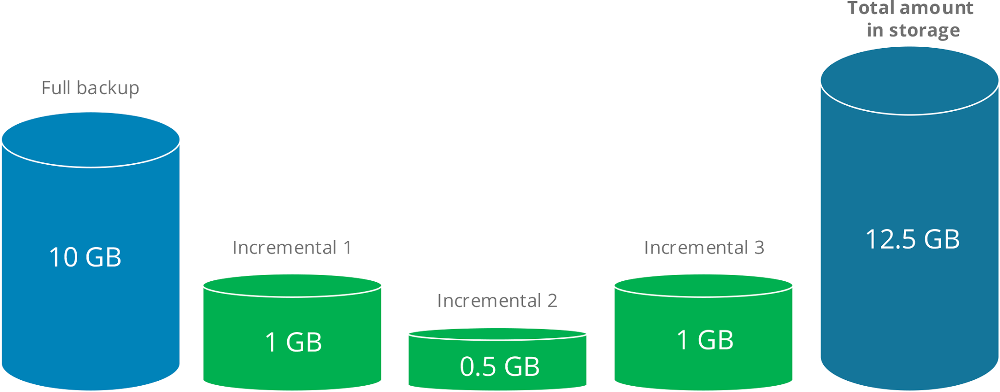 Full backup
10 GB
Incremental 1
1 GB
Incremental 2
0.5 GB
Incremental 3
1 GB
Total amount
in storage
12.5 GB